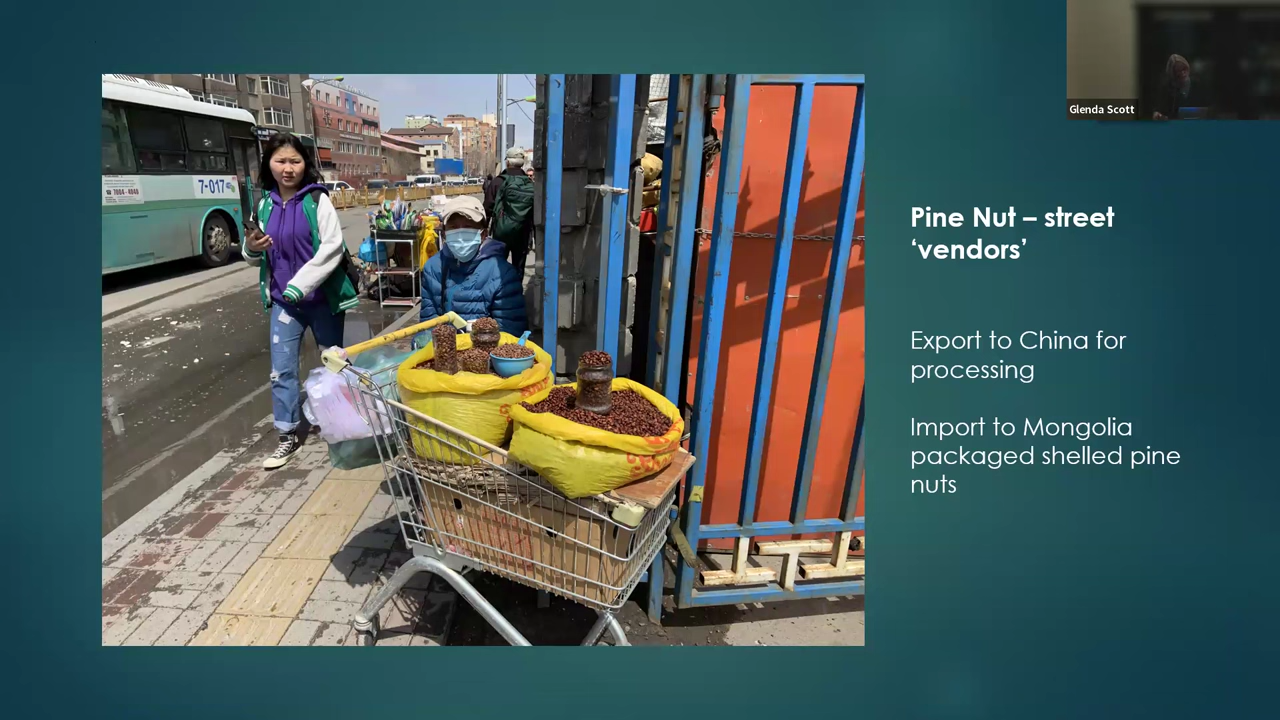 Glenda Scott
7-017
Pine Nut – street
‘vendors’
Export to China for
processing
Import to Mongolia
packaged shelled pine
nuts